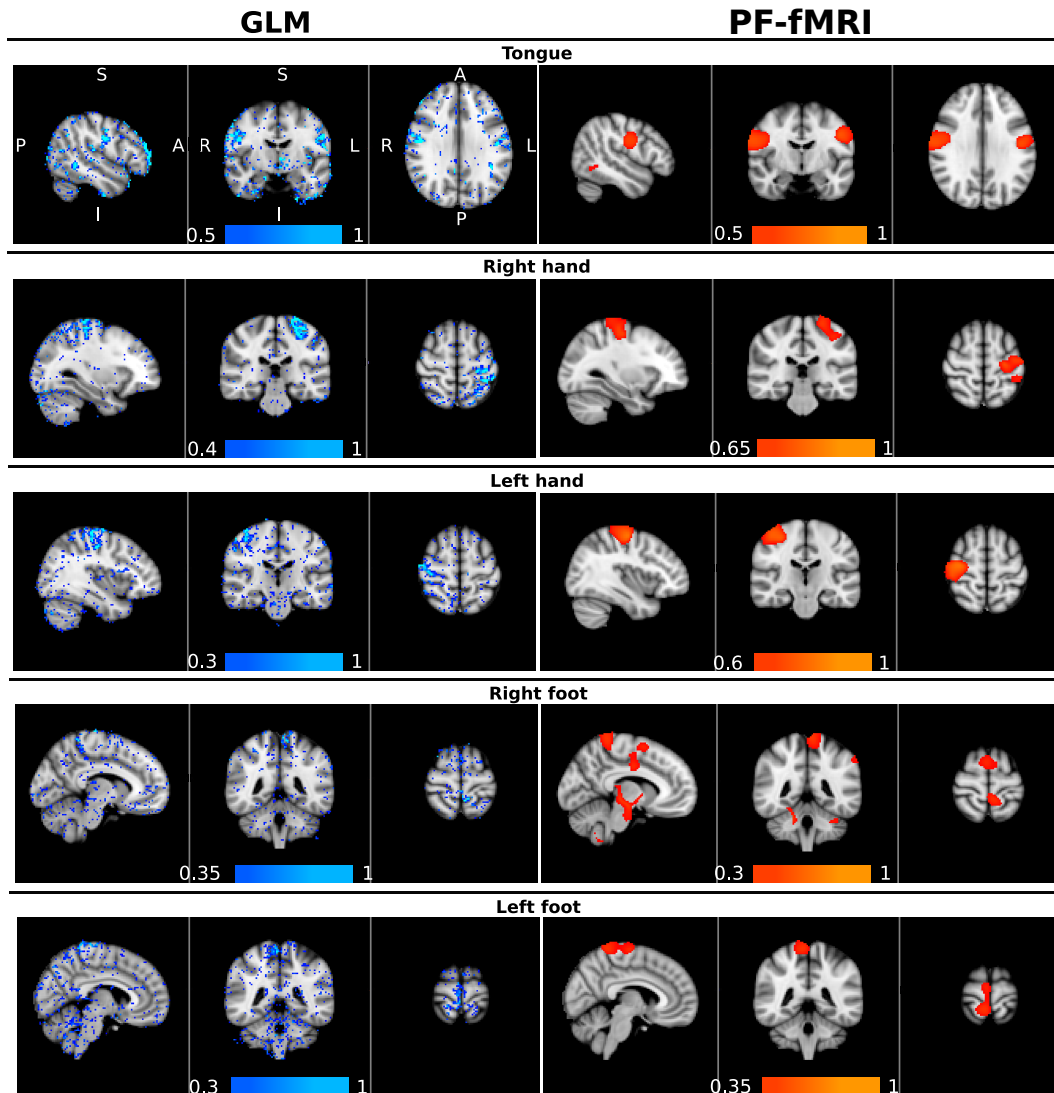 GLM PF-fMRI
Tongue
S S A
P A R L R L
I I P
0.5 1 0.5 1
Right hand
0.4 1 0.65 1
Left hand
0.3 1 0.6 1
Right foot
0.35 1 0.3 1
Left foot
0.3 1 0.35 1